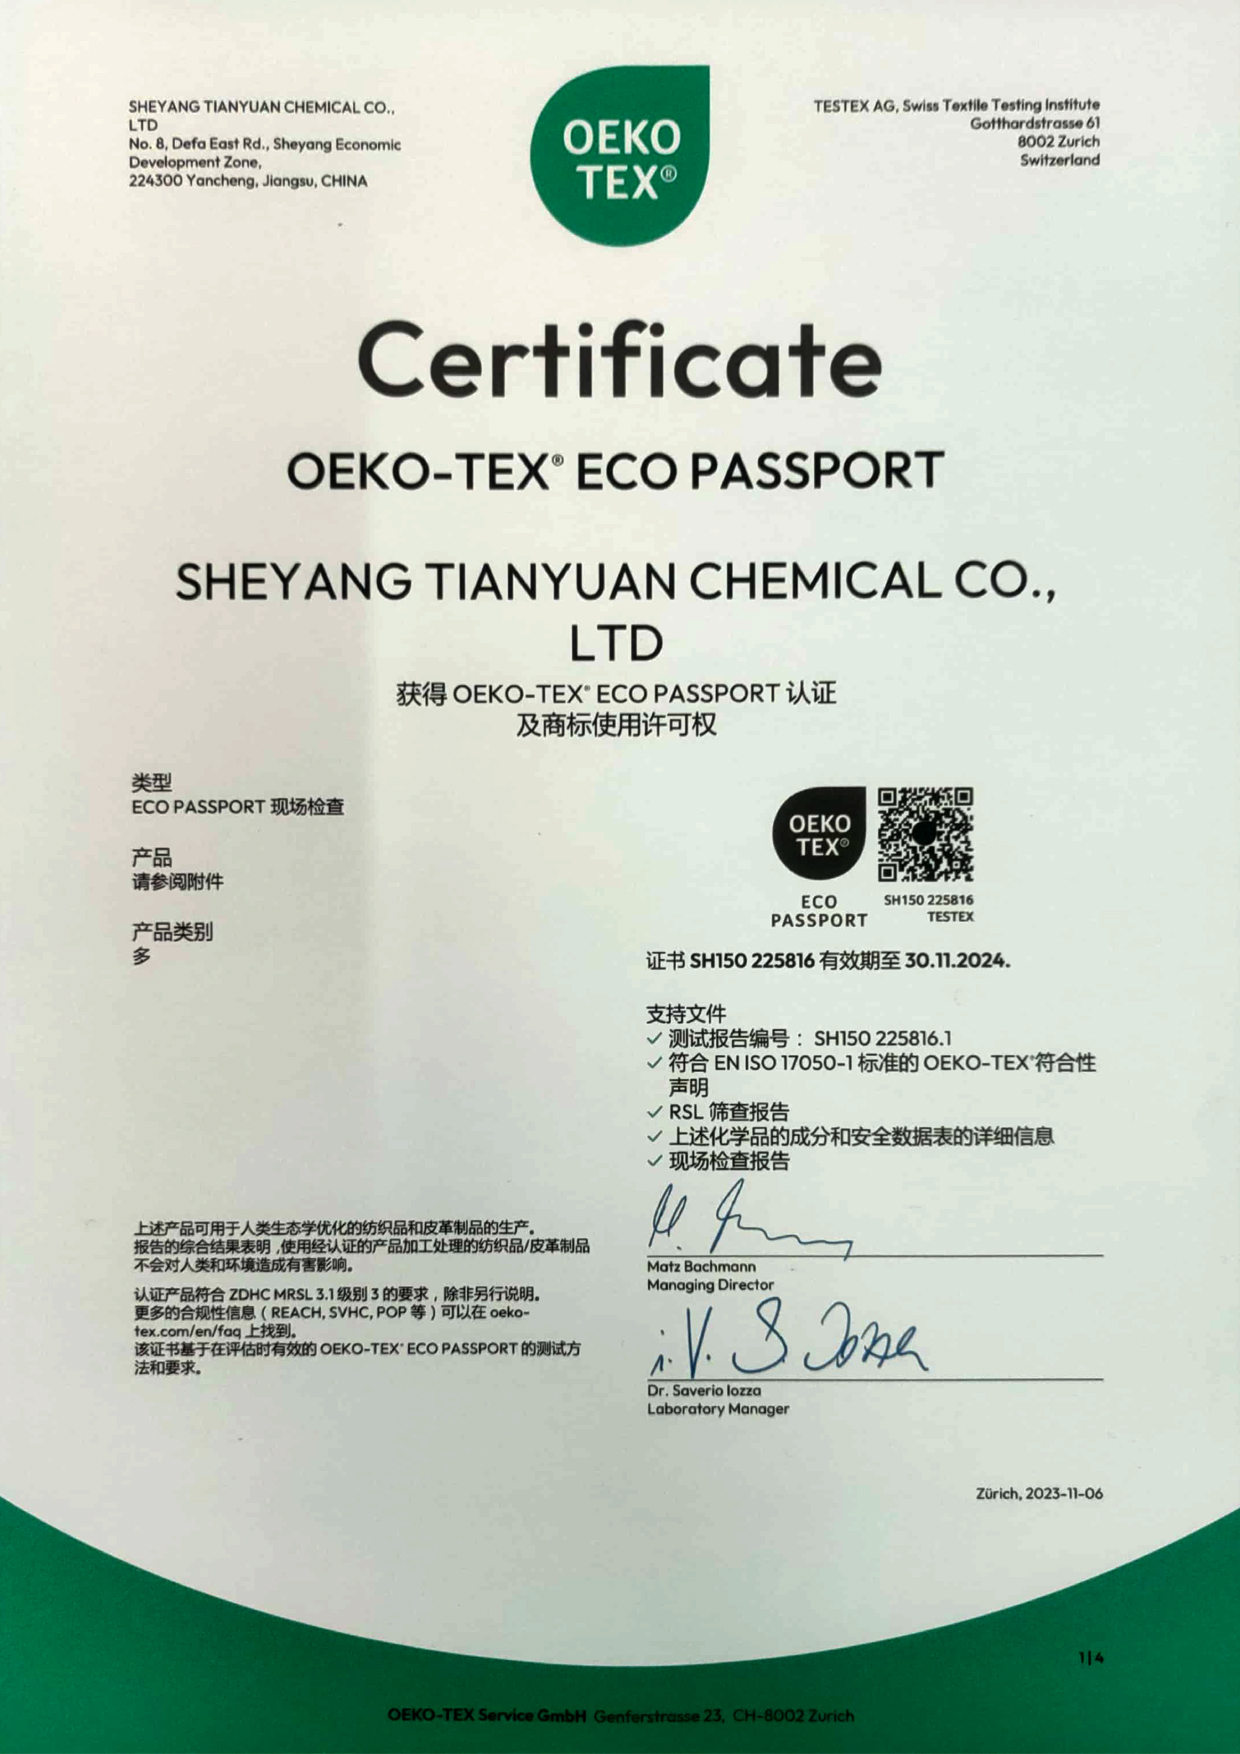 SHEYANG TIANYUAN CHEMICAL CO.,
LTD
No. 8, Defa East Rd., Sheyang Economic
Development Zone,
224300 Yancheng, Jiangsu, CHINA
OEKO
TEX®
TESTEX AG, Swiss Textile Testing Institute
Gotthardstrasse 61
8002 Zurich
Switzerland
Certificate
OEKO-TEX® ECO PASSPORT
SHEYANG TIANYUAN CHEMICAL CO.,
LTD
获得 OEKO-TEX® ECO PASSPORT 认证
及商标使用许可权
类型
ECO PASSPORT 现场检查
产品
请参阅附件
产品类别
多
OEKO
TEX®
ECO
PASSPORT
SH150 225816
TESTEX
证书 SH150 225816 有效期至 30.11.2024.
支持文件
✓ 测试报告编号： SH150 225816.1
✓ 符合 EN ISO 17050-1 标准的 OEKO-TEX®符合性
声明
✓ RSL 筛查报告
✓ 上述化学品的成分和安全数据表的详细信息
✓ 现场检查报告
上述产品可用于人类生态学优化的纺织品和皮革制品的生产。
报告的综合结果表明,使用经认证的产品加工处理的纺织品/皮革制品
不会对人类和环境造成有害影响。
认证产品符合 ZDHC MRSL 3.1 级别 3 的要求，除非另行说明。
更多的合规性信息（REACH, SVHC, POP 等）可以在 oeko-
tex.com/en/faq 上找到。
该证书基于在评估时有效的 OEKO-TEX® ECO PASSPORT 的测试方
法和要求。
Matz Bachmann
Managing Director
Dr. Saverio Iozza
Laboratory Manager
Zürich, 2023-11-06
1|4
OEKO-TEX Service GmbH Genferstrasse 23, CH-8002 Zurich